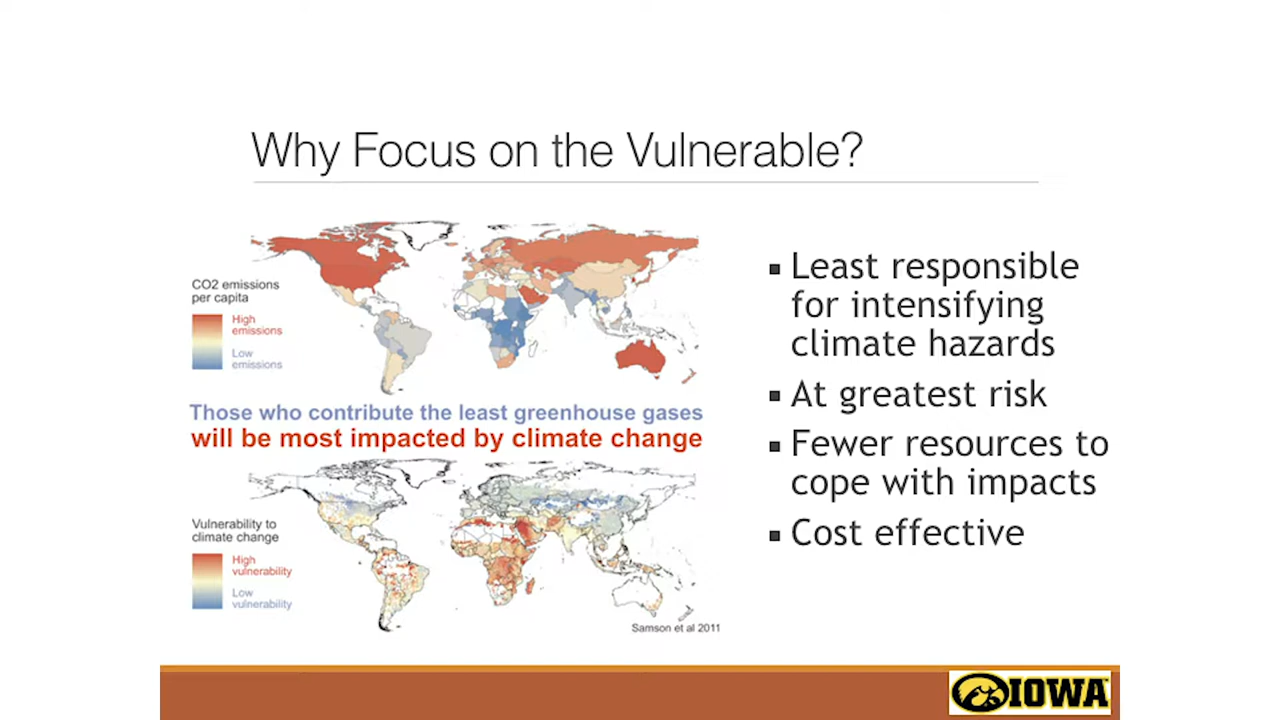 Why Focus on the Vulnerable?
CO2 emissions
per capita
High
emissions
Low
emissions
Those who contribute the least greenhouse gases
will be most impacted by climate change
Vulnerability to
climate change
High
vulnerability
Low
vulnerability
Samson et al 2011
▪ Least responsible
for intensifying
climate hazards
▪ At greatest risk
▪ Fewer resources to
cope with impacts
▪ Cost effective
IOWA